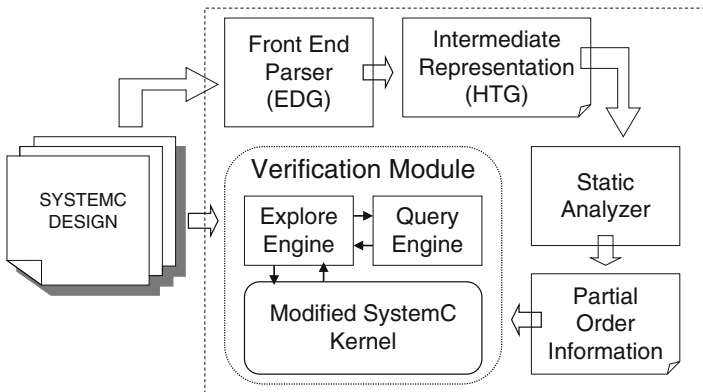 Front End
Parser
(EDG)
Intermediate
Representation
(HTG)
SYSTEMC
DESIGN
Verification Module
Explore
Engine
Query
Engine
Modified SystemC
Kernel
Static
Analyzer
Partial
Order
Information